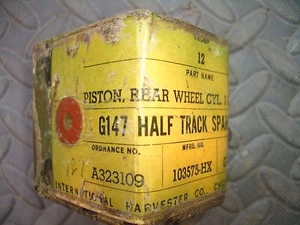 12
PART NAME
PISTON, REAR WHEEL CYL.
G147 HALF TRACK
ORDNANCE NO. MFRS. NO.
A323109 103575-HX
INTERNATIONAL HARVESTER CO.